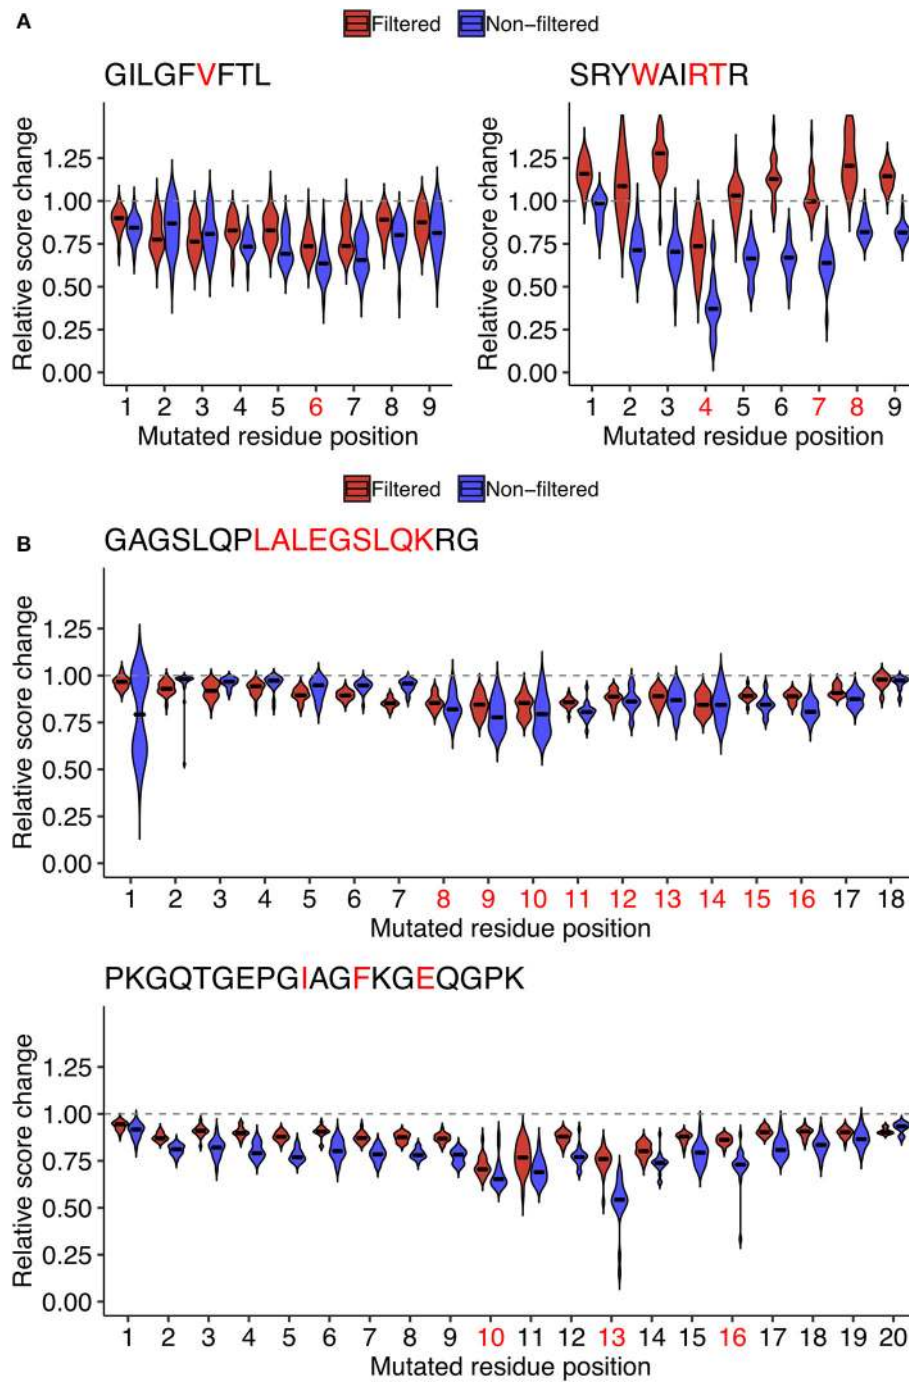 A
Filtered Non-filtered
GILGFVFTL
SRYWAIRTR
Relative score change
1.25
1.00
0.75
0.50
0.25
0.00
1 2 3 4 5 6 7 8 9
Mutated residue position
Relative score change
1.25
1.00
0.75
0.50
0.25
0.00
1 2 3 4 5 6 7 8 9
Mutated residue position
Filtered Non-filtered
B
GAGSLQPLALEGSLQKRG
Relative score change
1.25
1.00
0.75
0.50
0.25
0.00
1 2 3 4 5 6 7 8 9 10 11 12 13 14 15 16 17 18
Mutated residue position
PKGQTGEPGIAGFKGEQGPK
Relative score change
1.25
1.00
0.75
0.50
0.25
0.00
1 2 3 4 5 6 7 8 9 10 11 12 13 14 15 16 17 18 19 20
Mutated residue position